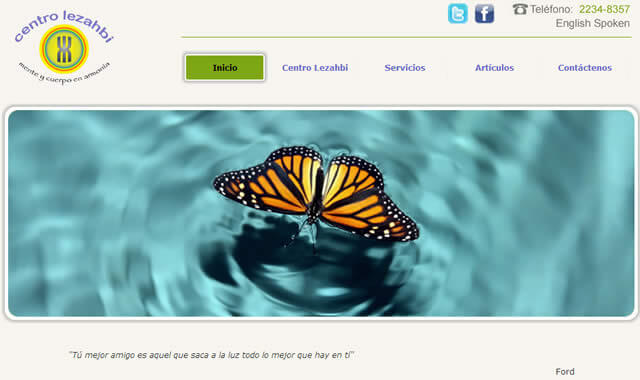 centro lezahbi
mente y cuerpo en armonía
Teléfono: 2234-8357
English Spoken
Inicio Centro Lezahbi Servicios Artículos Contáctenos
"Tú mejor amigo es aquel que saca a la luz todo lo mejor que hay en tí"
Ford